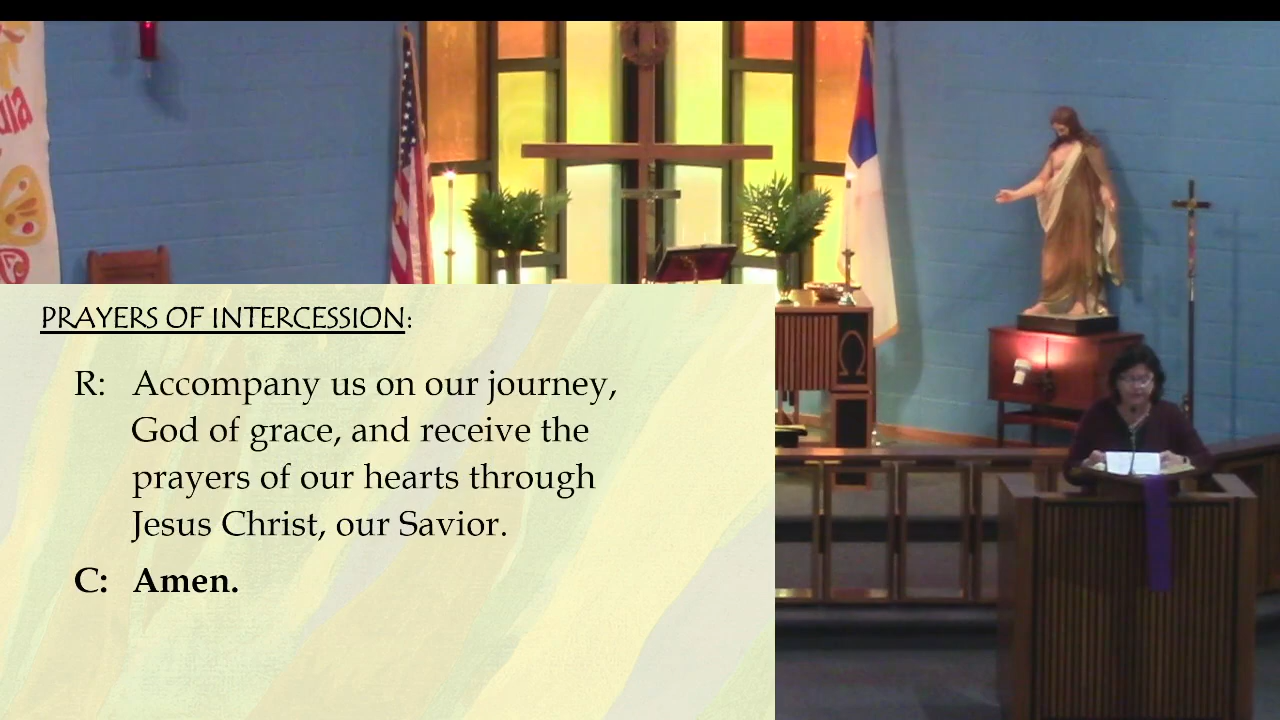 PRAYERS OF INTERCESSION:
R: Accompany us on our journey,
God of grace, and receive the
prayers of our hearts through
Jesus Christ, our Savior.
C: Amen.